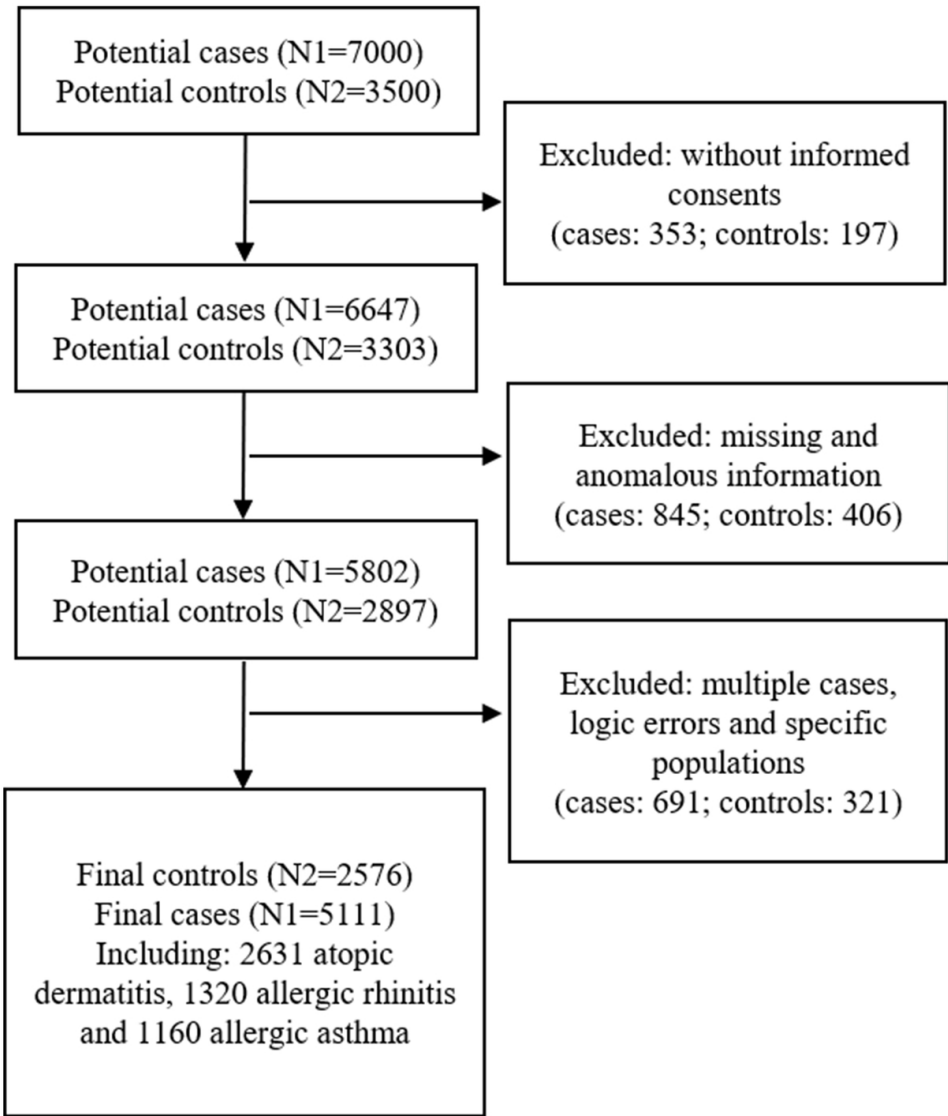 Potential cases (N1=7000)
Potential controls (N2=3500)
Excluded: without informed
consents
(cases: 353; controls: 197)
Potential cases (N1=6647)
Potential controls (N2=3303)
Excluded: missing and
anomalous information
(cases: 845; controls: 406)
Potential cases (N1=5802)
Potential controls (N2=2897)
Excluded: multiple cases,
logic errors and specific
populations
(cases: 691; controls: 321)
Final controls (N2=2576)
Final cases (N1=5111)
Including: 2631 atopic
dermatitis, 1320 allergic rhinitis
and 1160 allergic asthma